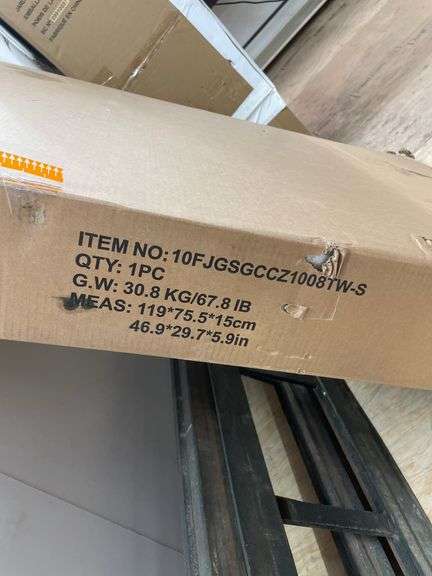 ITEM NO: 10FJGSGCCZ1008TW-S
QTY: 1PC
G.W: 30.8 KG/67.8 IB
MEAS: 119*75.5*15cm
46.9*29.7*5.9in